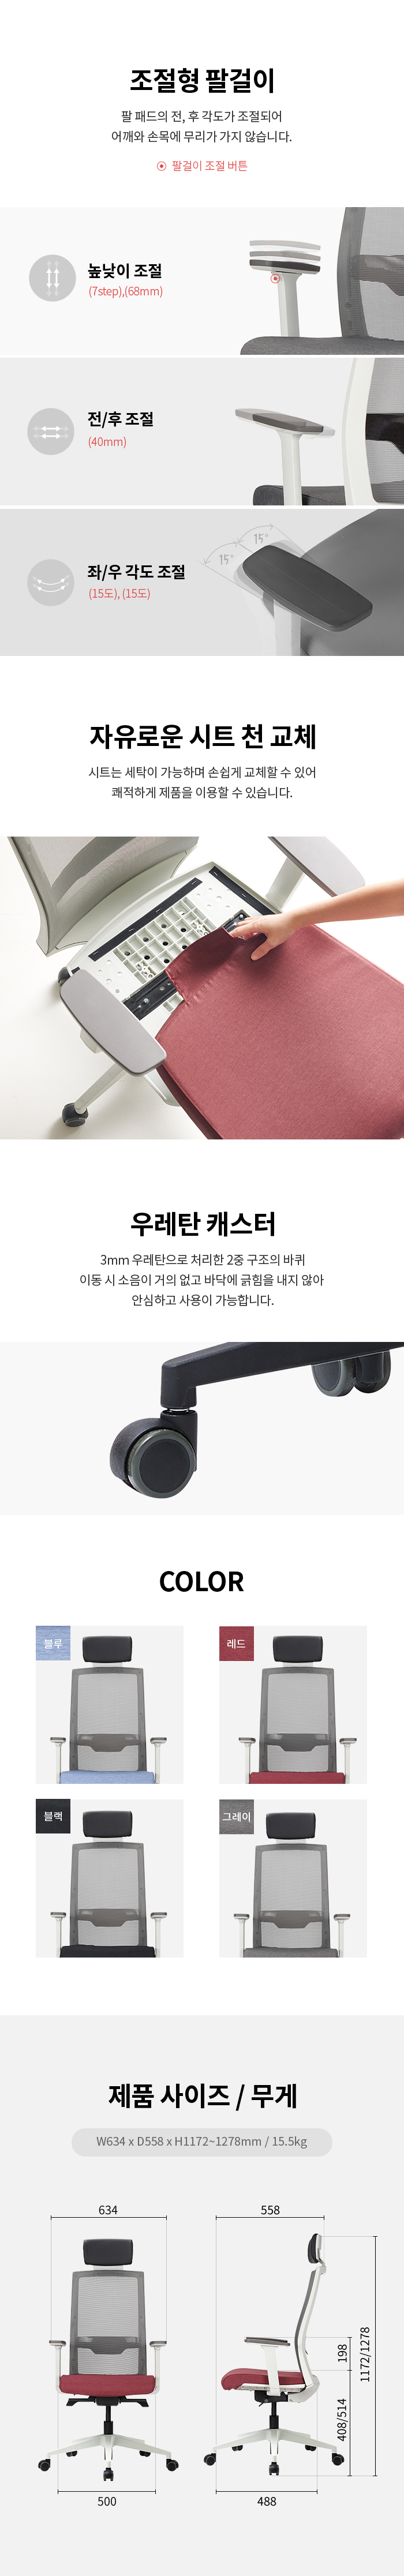 조절형 팔걸이
팔 패드의 전, 후 각도가 조절되어
어깨와 손목에 무리가 가지 않습니다.
팔걸이 조절 버튼
높낮이 조절
(7step),(68mm)
전/후 조절
(40mm)
좌/우 각도 조절
(15도), (15도)
15°
15°
자유로운 시트 천 교체
시트는 세탁이 가능하며 손쉽게 교체할 수 있어
쾌적하게 제품을 이용할 수 있습니다.
우레탄 캐스터
3mm 우레탄으로 처리한 2중 구조의 바퀴
이동 시 소음이 거의 없고 바닥에 긁힘을 내지 않아
안심하고 사용이 가능합니다.
COLOR
블루
레드
블랙
그레이
제품 사이즈 / 무게
W634 x D558 x H1172~1278mm / 15.5kg
634
558
198
408/514
1172/1278
500
488